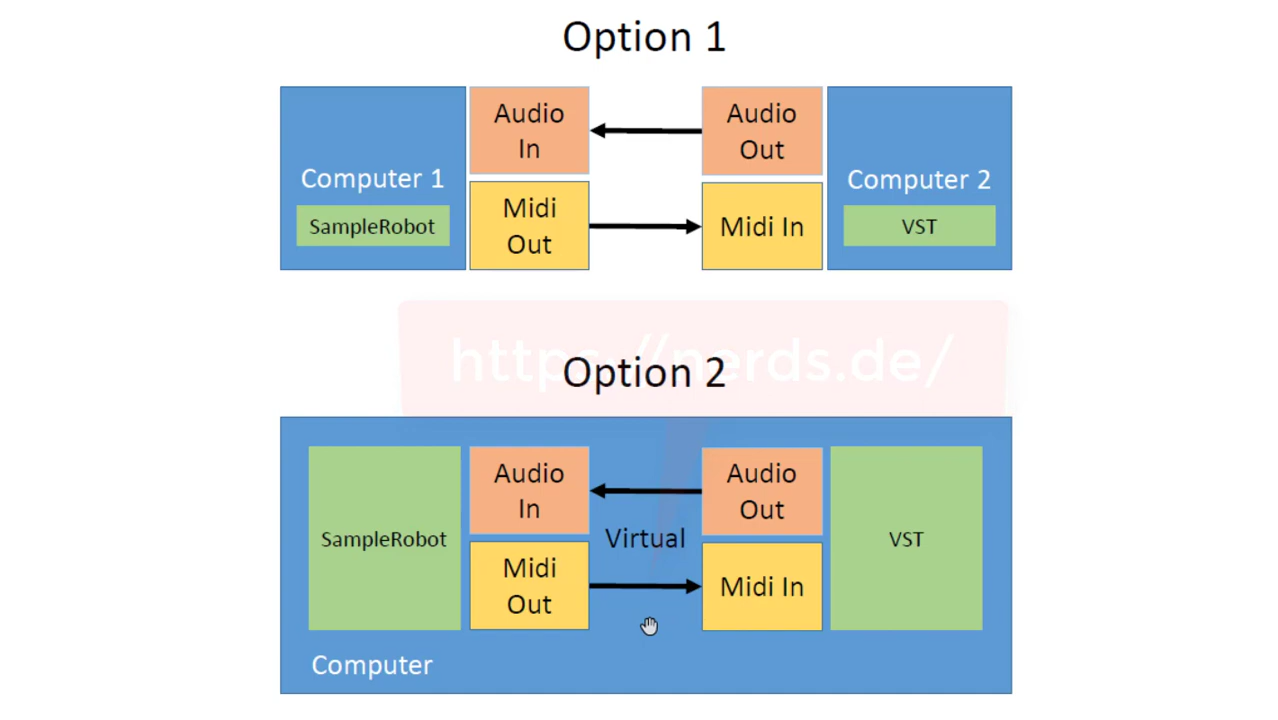 Option 1
Audio
In
Audio
Out
Computer 1
SampleRobot
Midi
Out
Midi In
Computer 2
VST
https://nerds.de/
Option 2
Audio
In
Audio
Out
SampleRobot
Virtual
VST
Midi
Out
Midi In
Computer